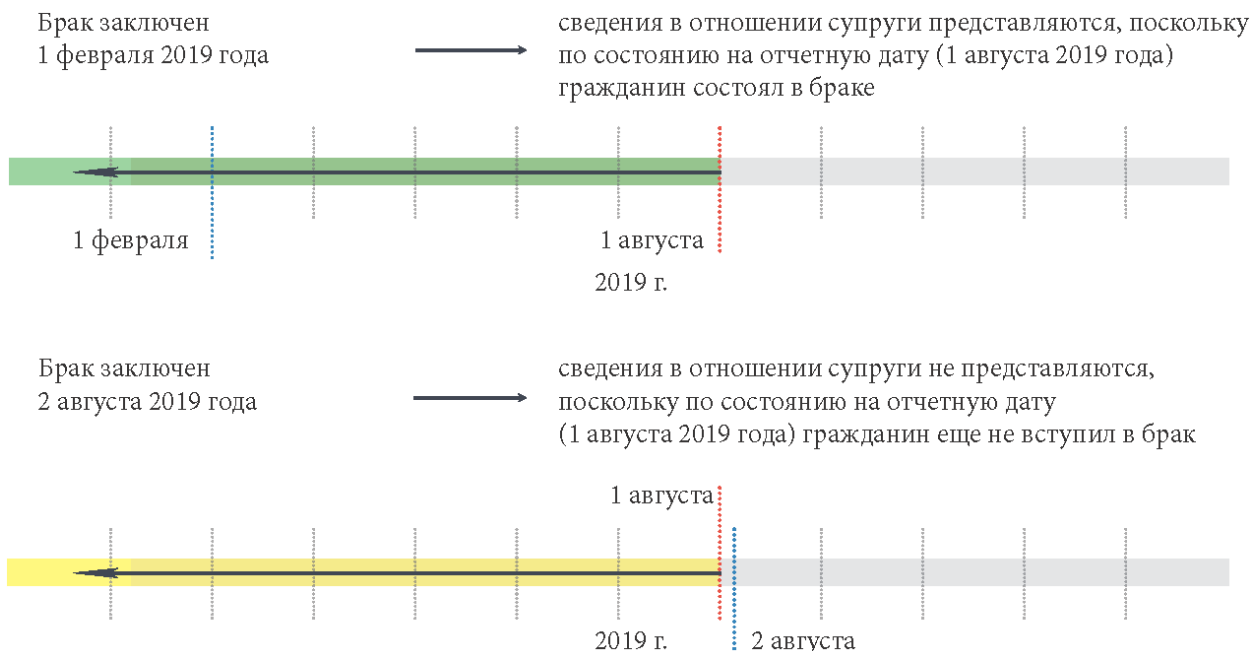 Брак заключен
1 февраля 2019 года
сведения в отношении супруги представляются, поскольку
по состоянию на отчетную дату (1 августа 2019 года)
гражданин состоял в браке
1 февраля
1 августа
2019 г.
Брак заключен
2 августа 2019 года
сведения в отношении супруги не представляются,
поскольку по состоянию на отчетную дату
(1 августа 2019 года) гражданин еще не вступил в брак
1 августа
2019 г.
2 августа